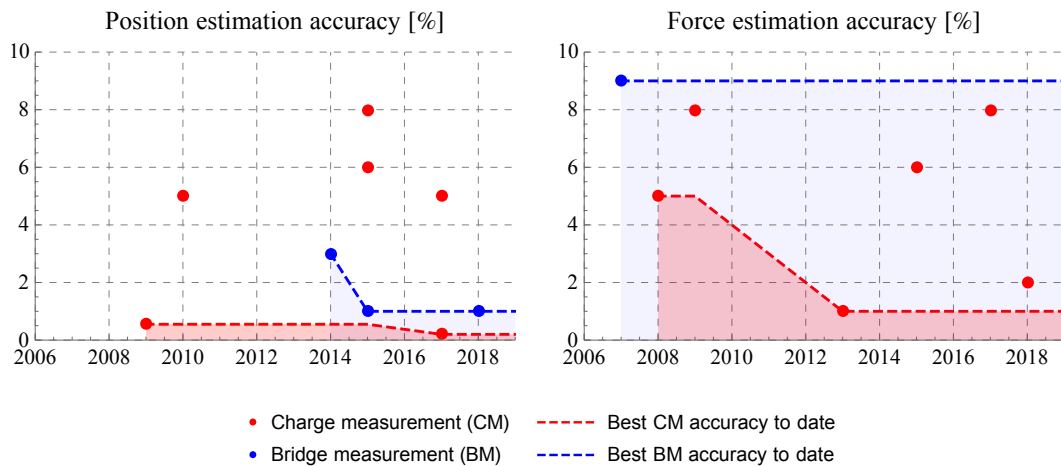 Position estimation accuracy [%]
10
8
6
4
2
0
2006 2008 2010 2012 2014 2016 2018
Force estimation accuracy [%]
10
8
6
4
2
0
2006 2008 2010 2012 2014 2016 2018
Charge measurement (CM) Best CM accuracy to date
Bridge measurement (BM) Best BM accuracy to date